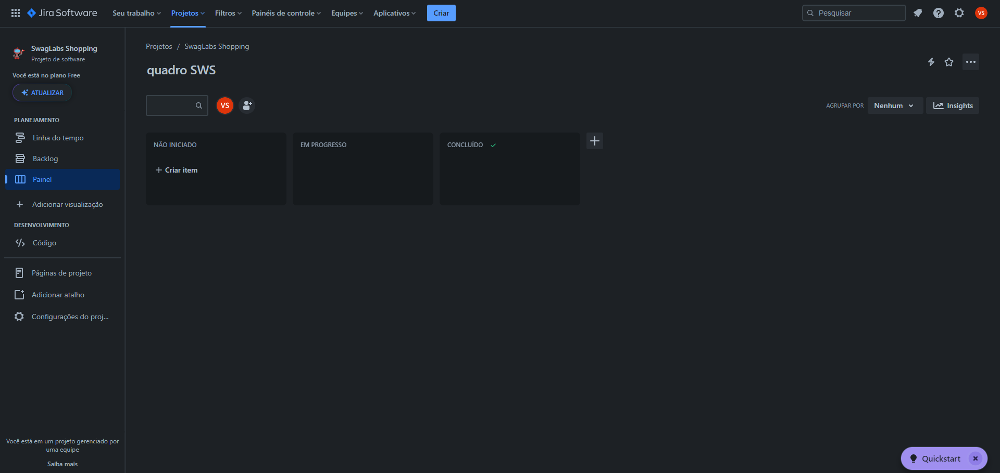 Jira Software Seu trabalho Projetos Filtros Painéis de controle Equipes Aplicativos Criar Pesquisar VS
SwagLabs Shopping
Projeto de software
Você está no plano Free
ATUALIZAR
PLANEJAMENTO
Linha do tempo
Backlog
Painel
Adicionar visualização
DESENVOLVIMENTO
Código
Páginas de projeto
Adicionar atalho
Configurações do proj...
Você está em um projeto gerenciado por
uma equipe
Saiba mais
Projetos / SwagLabs Shopping
quadro SWS
VS
AGRUPAR POR Nenhum Insights
NÃO INICIADO
+ Criar item
EM PROGRESSO
CONCLUÍDO
Quickstart